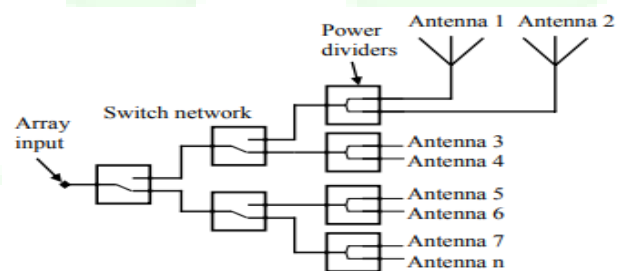 Antenna 1 Antenna 2
Power
dividers
Switch network
Array
input
Antenna 3
Antenna 4
Antenna 5
Antenna 6
Antenna 7
Antenna n